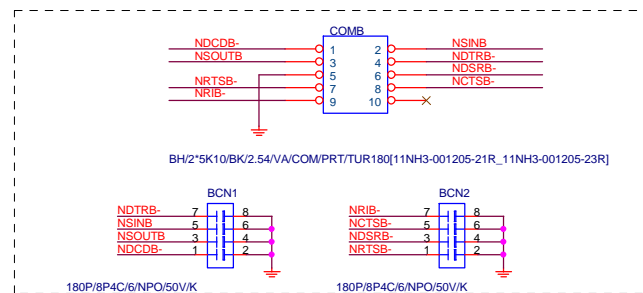 COMB
NDCDB- 1 2 NSINB
NSOUTB 3 4 NDTRB-
5 6 NDSRB-
NRTSB- 7 8 NCTSB-
NRIB- 9 10
BH/2*5K10/BK/2.54/VA/COM/PRT/TUR180[11NH3-001205-21R_11NH3-001205-23R]
BCN1
NDTRB- 7 8
NSINB 5 6
NSOUTB 3 4
NDCDB- 1 2
180P/8P4C/6/NPO/50V/K
BCN2
NRIB- 7 8
NCTSB- 5 6
NDSRB- 3 4
NRTSB- 1 2
180P/8P4C/6/NPO/50V/K